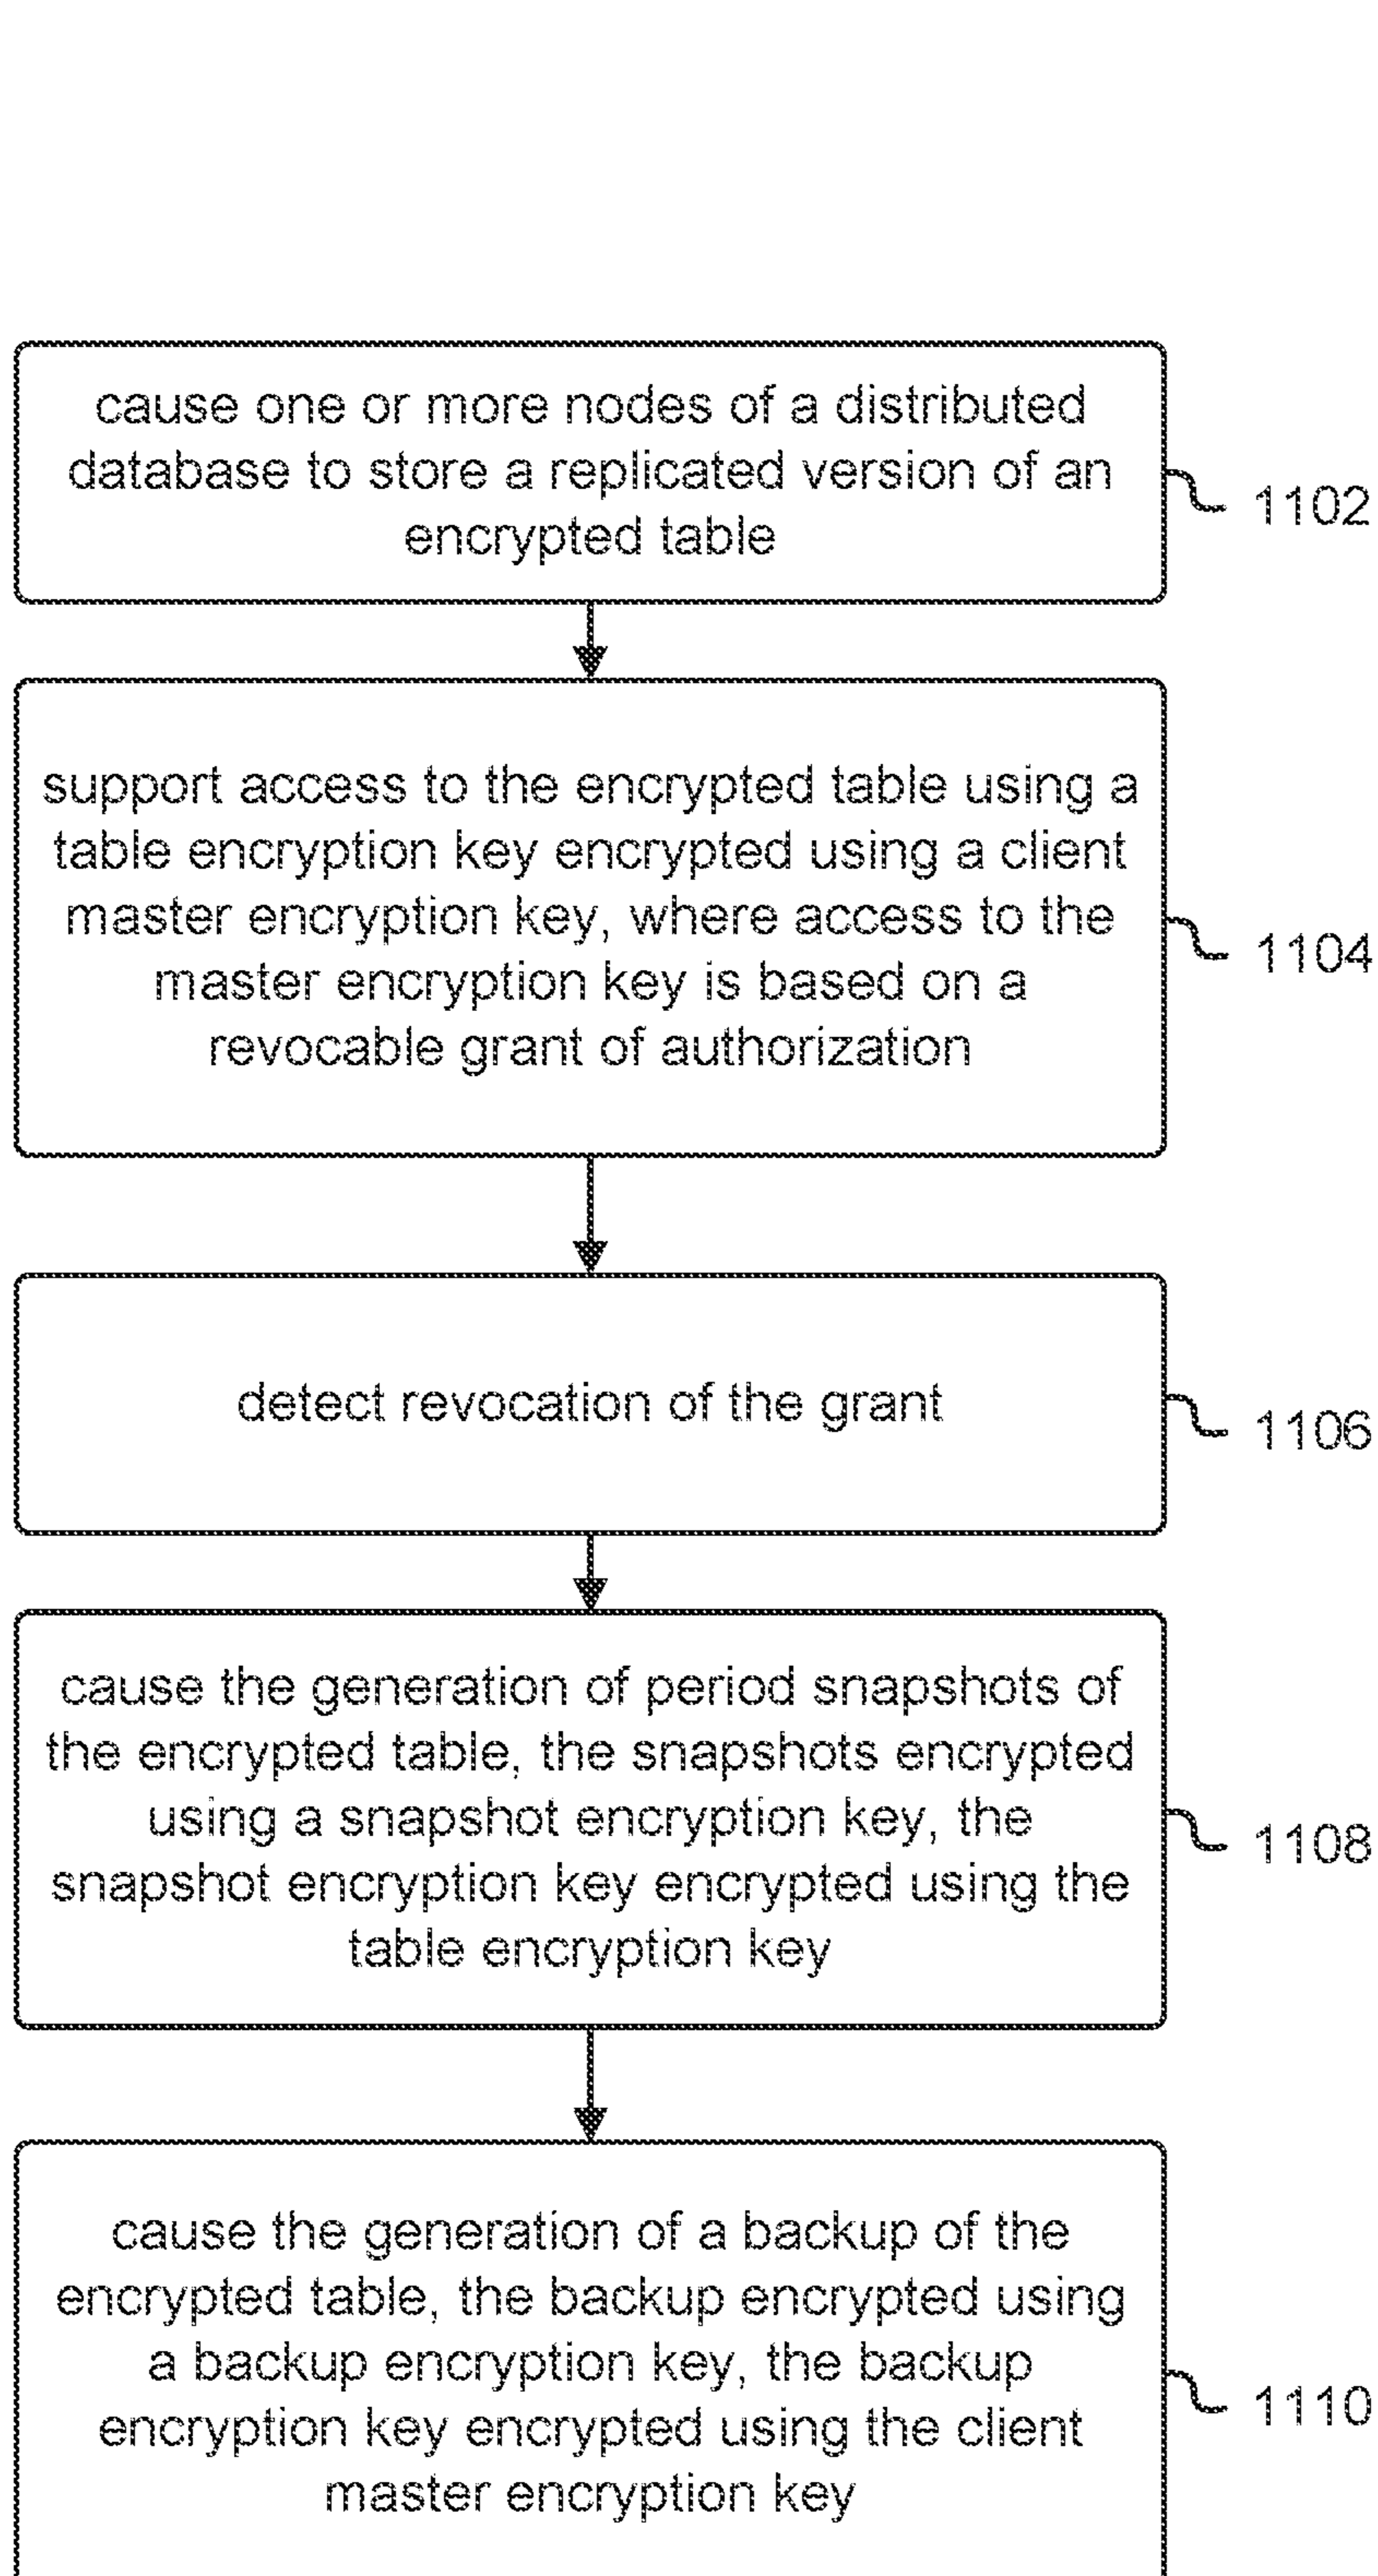 cause one or more nodes of a distributed
database to store a replicated version of an
encrypted table
1102
support access to the encrypted table using a
table encryption key encrypted using a client
master encryption key, where access to the
master encryption key is based on a
revocable grant of authorization
1104
detect revocation of the grant
1106
cause the generation of period snapshots of
the encrypted table, the snapshots encrypted
using a snapshot encryption key, the
snapshot encryption key encrypted using the
table encryption key
1108
cause the generation of a backup of the
encrypted table, the backup encrypted using
a backup encryption key, the backup
encryption key encrypted using the client
master encryption key
1110